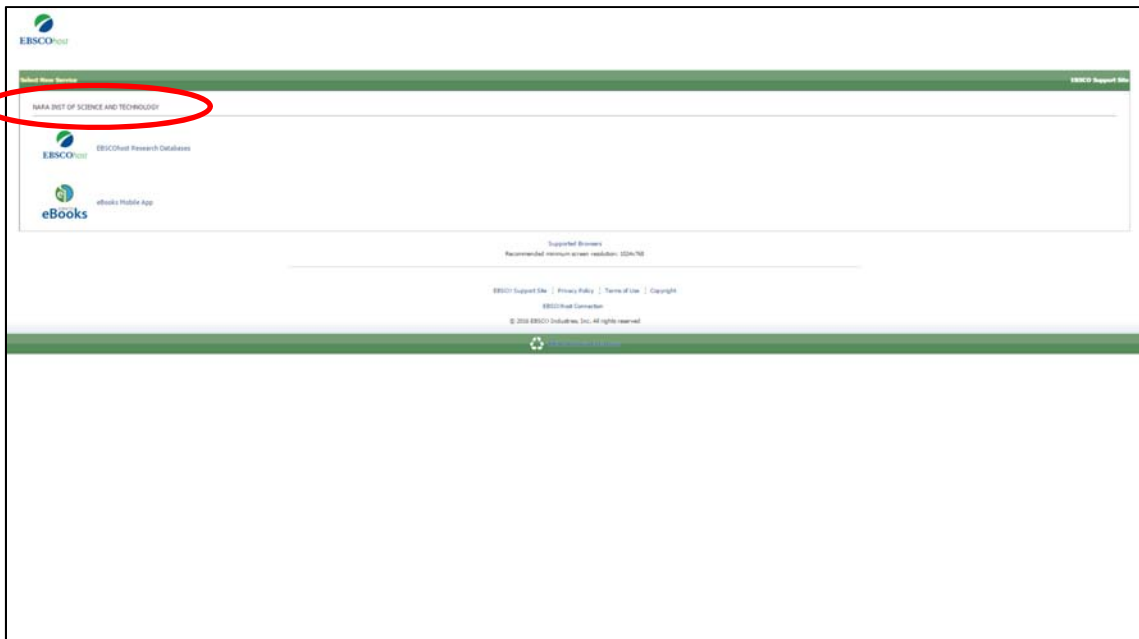 EBSCOhost
Select New Service
EBSCO Support Site
NARA INST OF SCIENCE AND TECHNOLOGY
EBSCOhost
EBSCOhost Research Databases
eBooks
eBooks Mobile App
Supported Browsers
Recommended minimum screen resolution: 1024x768
EBSCO Support Site | Privacy Policy | Terms of Use | Copyright
EBSCOhost Connection
© 2016 EBSCO Industries, Inc. All rights reserved